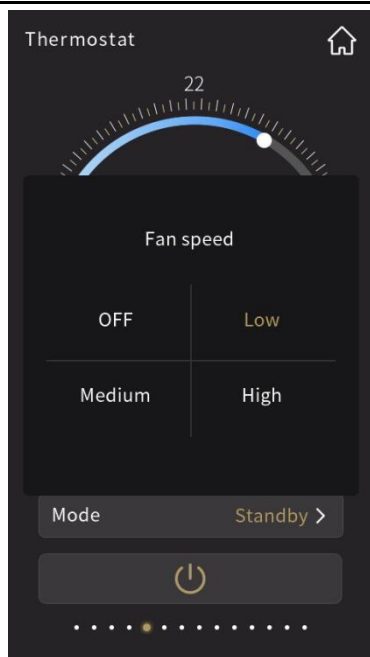 Thermostat
22
Fan speed
OFF Low
Medium High
Mode Standby >